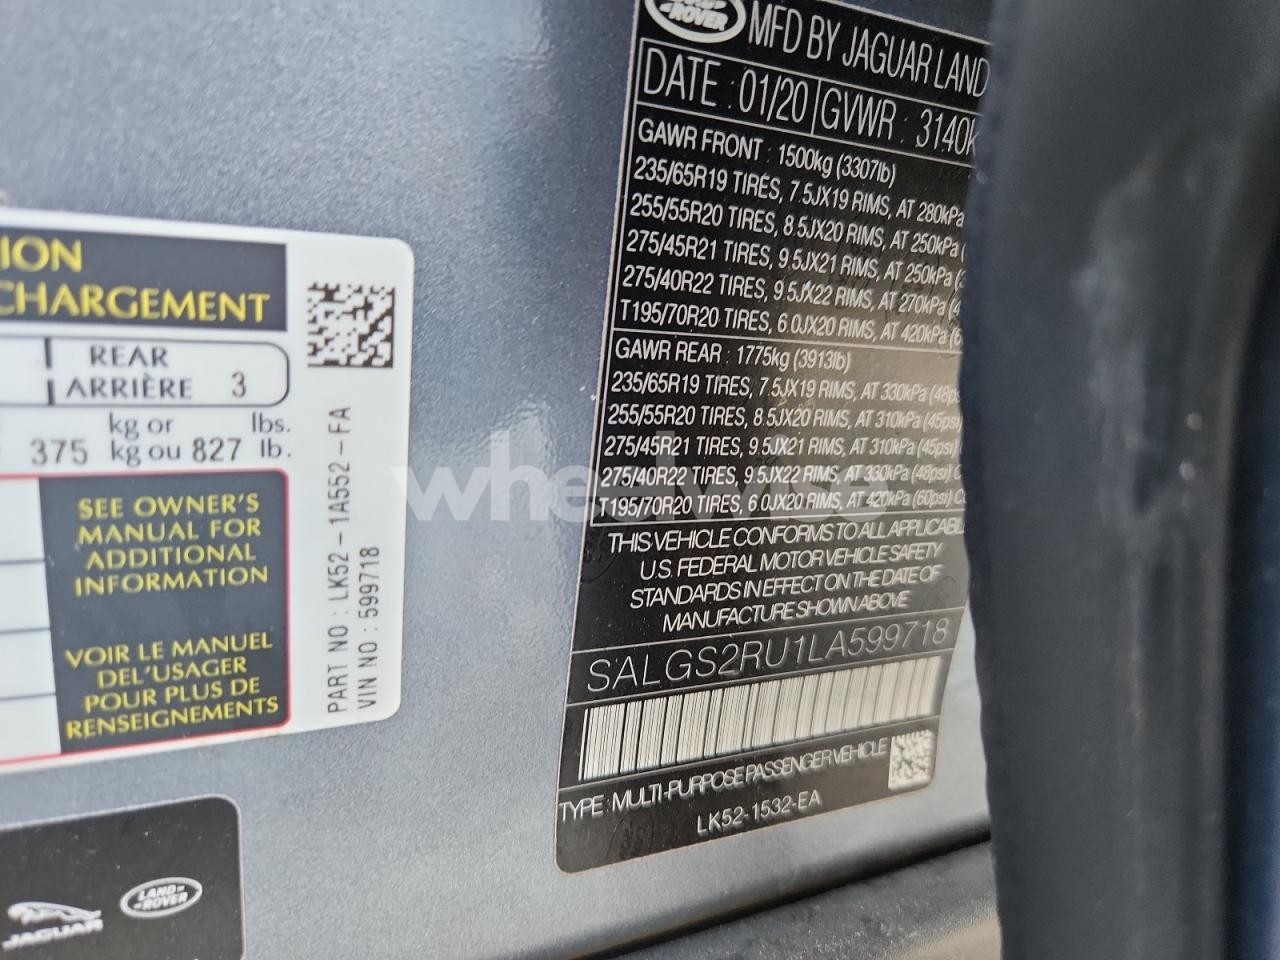 LAND-
ROVER
MFD BY JAGUAR LAND
DATE : 01/20 GVWR : 3140k
GAWR FRONT : 1500kg (3307lb)
235/65R19 TIRES, 7.5JX19 RIMS, AT 280kPa
255/55R20 TIRES, 8.5JX20 RIMS, AT 250kPa (
275/45R21 TIRES, 9.5JX21 RIMS, AT 250kPa (
275/40R22 TIRES, 9.5JX22 RIMS, AT 270kPa (
T195/70R20 TIRES, 6.0JX20 RIMS, AT 420kPa (6
GAWR REAR : 1775kg (3913lb)
235/65R19 TIRES, 7.5JX19 RIMS, AT 330kPa (48ps
255/55R20 TIRES, 8.5JX20 RIMS, AT 310kPa (45psi)
275/45R21 TIRES, 9.5JX21 RIMS, AT 310kPa (45psi)
275/40R22 TIRES, 9.5JX22 RIMS, AT 330kPa (48psi) C
T195/70R20 TIRES, 6.0JX20 RIMS, AT 420kPa (60psi) C
THIS VEHICLE CONFORMS TO ALL APPLICABL
U.S. FEDERAL MOTOR VEHICLE SAFETY
STANDARDS IN EFFECT ON THE DATE OF
MANUFACTURE SHOWN ABOVE
SALGS2RU1LA599718
TYPE : MULTI-PURPOSE PASSENGER VEHICLE
LK52-1532-EA
ION
CHARGEMENT
REAR
ARRIÈRE 3
kg or lbs.
375 kg ou 827 lb.
SEE OWNER'S
MANUAL FOR
ADDITIONAL
INFORMATION
VOIR LE MANUEL
DEL'USAGER
POUR PLUS DE
RENSEIGNEMENTS
PART NO : LK52 - 1A552 - FA
VIN NO : 599718
JAGUAR
LAND-
ROVER